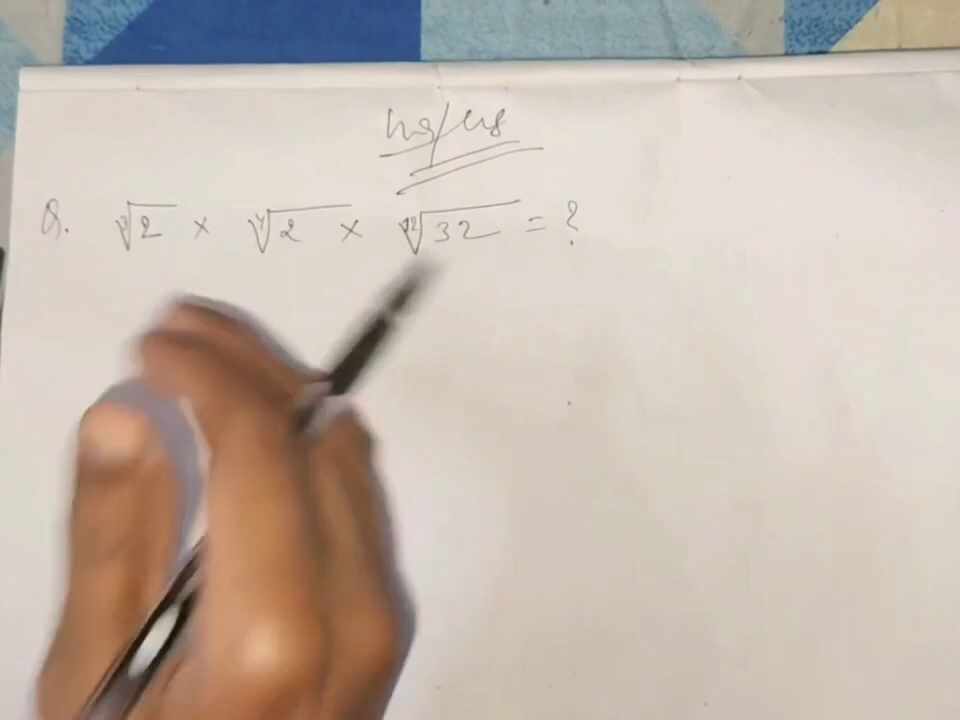 Q. ∛2 × ∜2 × ¹²√32 = ?